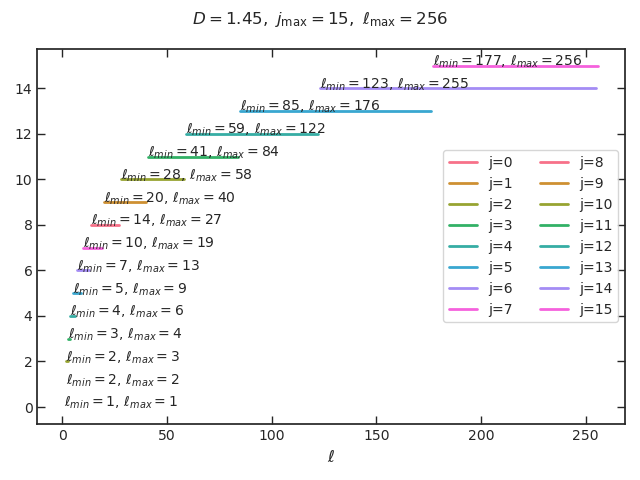 D = 1.45, j_max = 15, ℓ_max = 256
ℓ_min = 177, ℓ_max = 256
ℓ_min = 123, ℓ_max = 255
ℓ_min = 85, ℓ_max = 176
ℓ_min = 59, ℓ_max = 122
ℓ_min = 41, ℓ_max = 84
ℓ_min = 28, ℓ_max = 58
ℓ_min = 20, ℓ_max = 40
ℓ_min = 14, ℓ_max = 27
ℓ_min = 10, ℓ_max = 19
ℓ_min = 7, ℓ_max = 13
ℓ_min = 5, ℓ_max = 9
ℓ_min = 4, ℓ_max = 6
ℓ_min = 3, ℓ_max = 4
ℓ_min = 2, ℓ_max = 3
ℓ_min = 2, ℓ_max = 2
ℓ_min = 1, ℓ_max = 1
14
12
10
8
6
4
2
0
j=0
j=1
j=2
j=3
j=4
j=5
j=6
j=7
j=8
j=9
j=10
j=11
j=12
j=13
j=14
j=15
0 50 100 150 200 250
ℓ